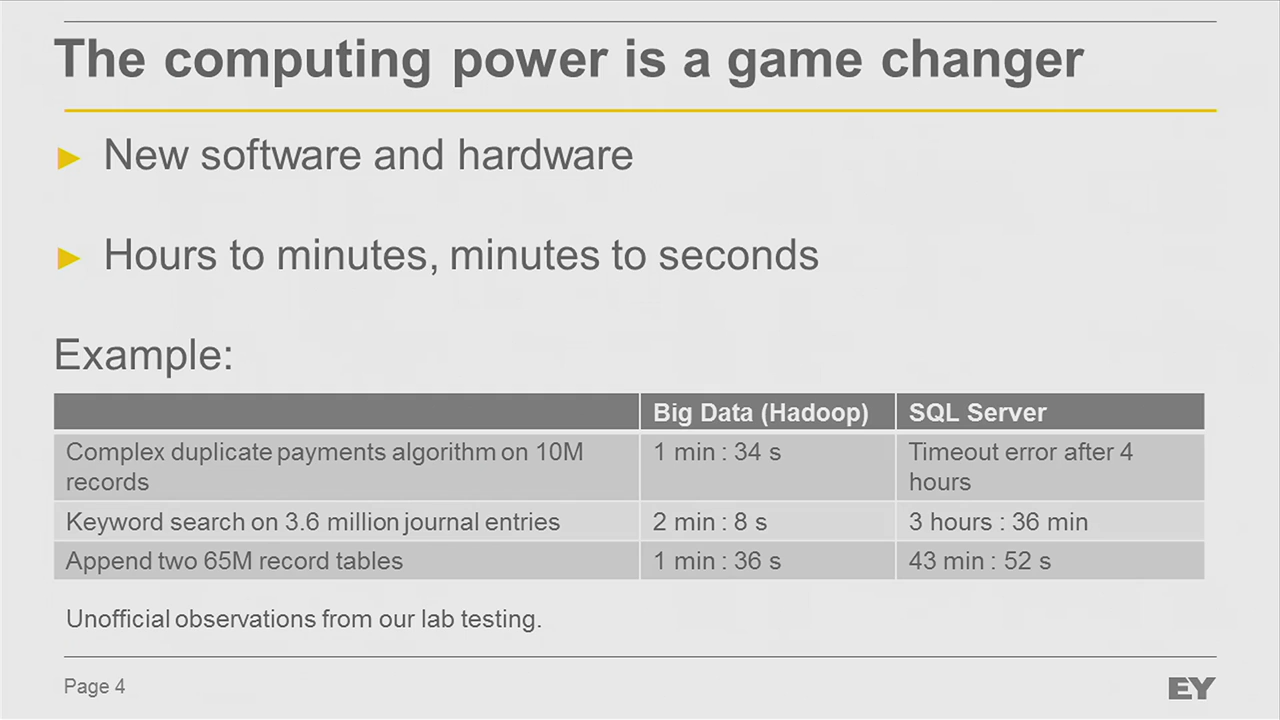 The computing power is a game changer
► New software and hardware
► Hours to minutes, minutes to seconds
Example:
Big Data (Hadoop) SQL Server
Complex duplicate payments algorithm on 10M records 1 min : 34 s Timeout error after 4 hours
Keyword search on 3.6 million journal entries 2 min : 8 s 3 hours : 36 min
Append two 65M record tables 1 min : 36 s 43 min : 52 s
Unofficial observations from our lab testing.
Page 4 EY